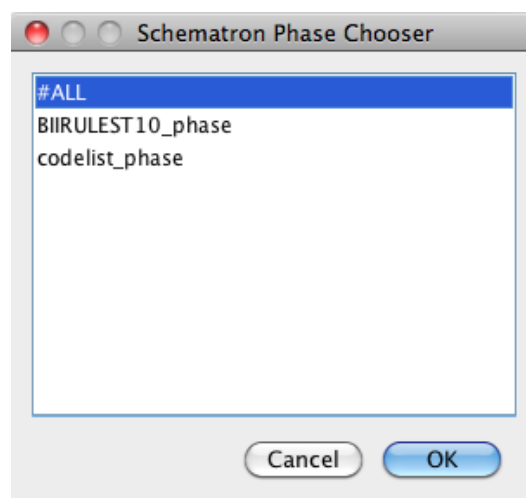 Schematron Phase Chooser
#ALL
BIIRULEST10_phase
codelist_phase
Cancel OK